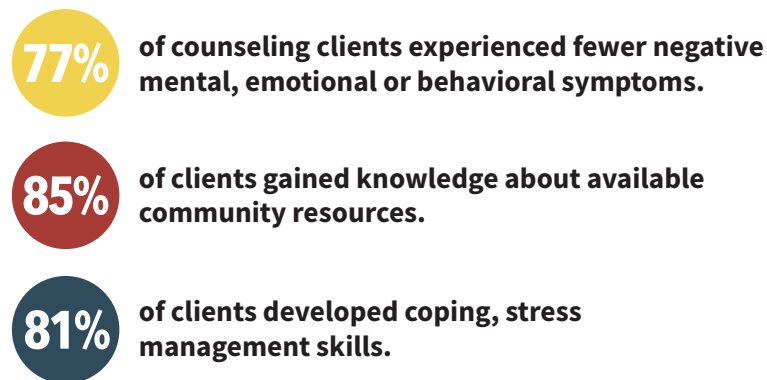 77%
of counseling clients experienced fewer negative
mental, emotional or behavioral symptoms.
85%
of clients gained knowledge about available
community resources.
81%
of clients developed coping, stress
management skills.